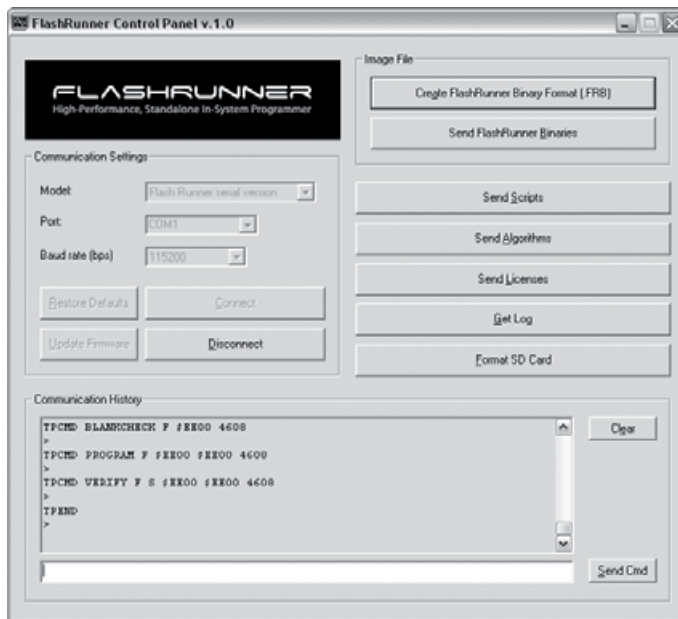 FlashRunner Control Panel v.1.0
FLASHRUNNER
High-Performance, Standalone In-System Programmer
Communication Settings
Model:
Flash Runner serial version
Port:
COM1
Baud rate (bps)
115200
Restore Defaults
Connect
Update Firmware
Disconnect
Image File
Create FlashRunner Binary Format (.FRB)
Send FlashRunner Binaries
Send Scripts
Send Algorithms
Send Licenses
Get Log
Format SD Card
Communication History
TPCMD BLANKCHECK F $EE00 4608
>
TPCMD PROGRAM F $EE00 $EE00 4608
>
TPCMD VERIFY F S $EE00 $EE00 4608
>
TPEND
>
Clear
Send Cmd